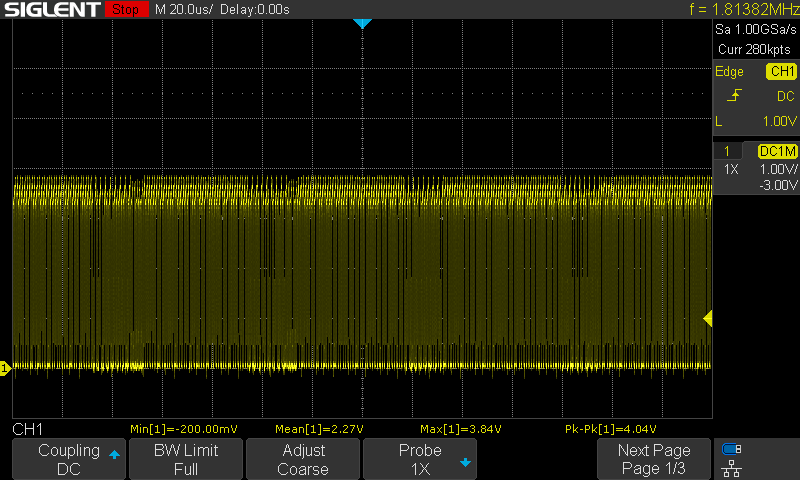 SIGLENT Stop M 20.0us/ Delay:0.00s f = 1.81382MHz
Sa 1.00GSa/s
Curr 280kpts
Edge CH1
DC
L 1.00V
1 DC1M
1X 1.00V/
-3.00V
1
CH1 Min[1]=-200.00mV Mean[1]=2.27V Max[1]=3.84V Pk-Pk[1]=4.04V
Coupling BW Limit Adjust Probe Next Page
DC Full Coarse 1X Page 1/3